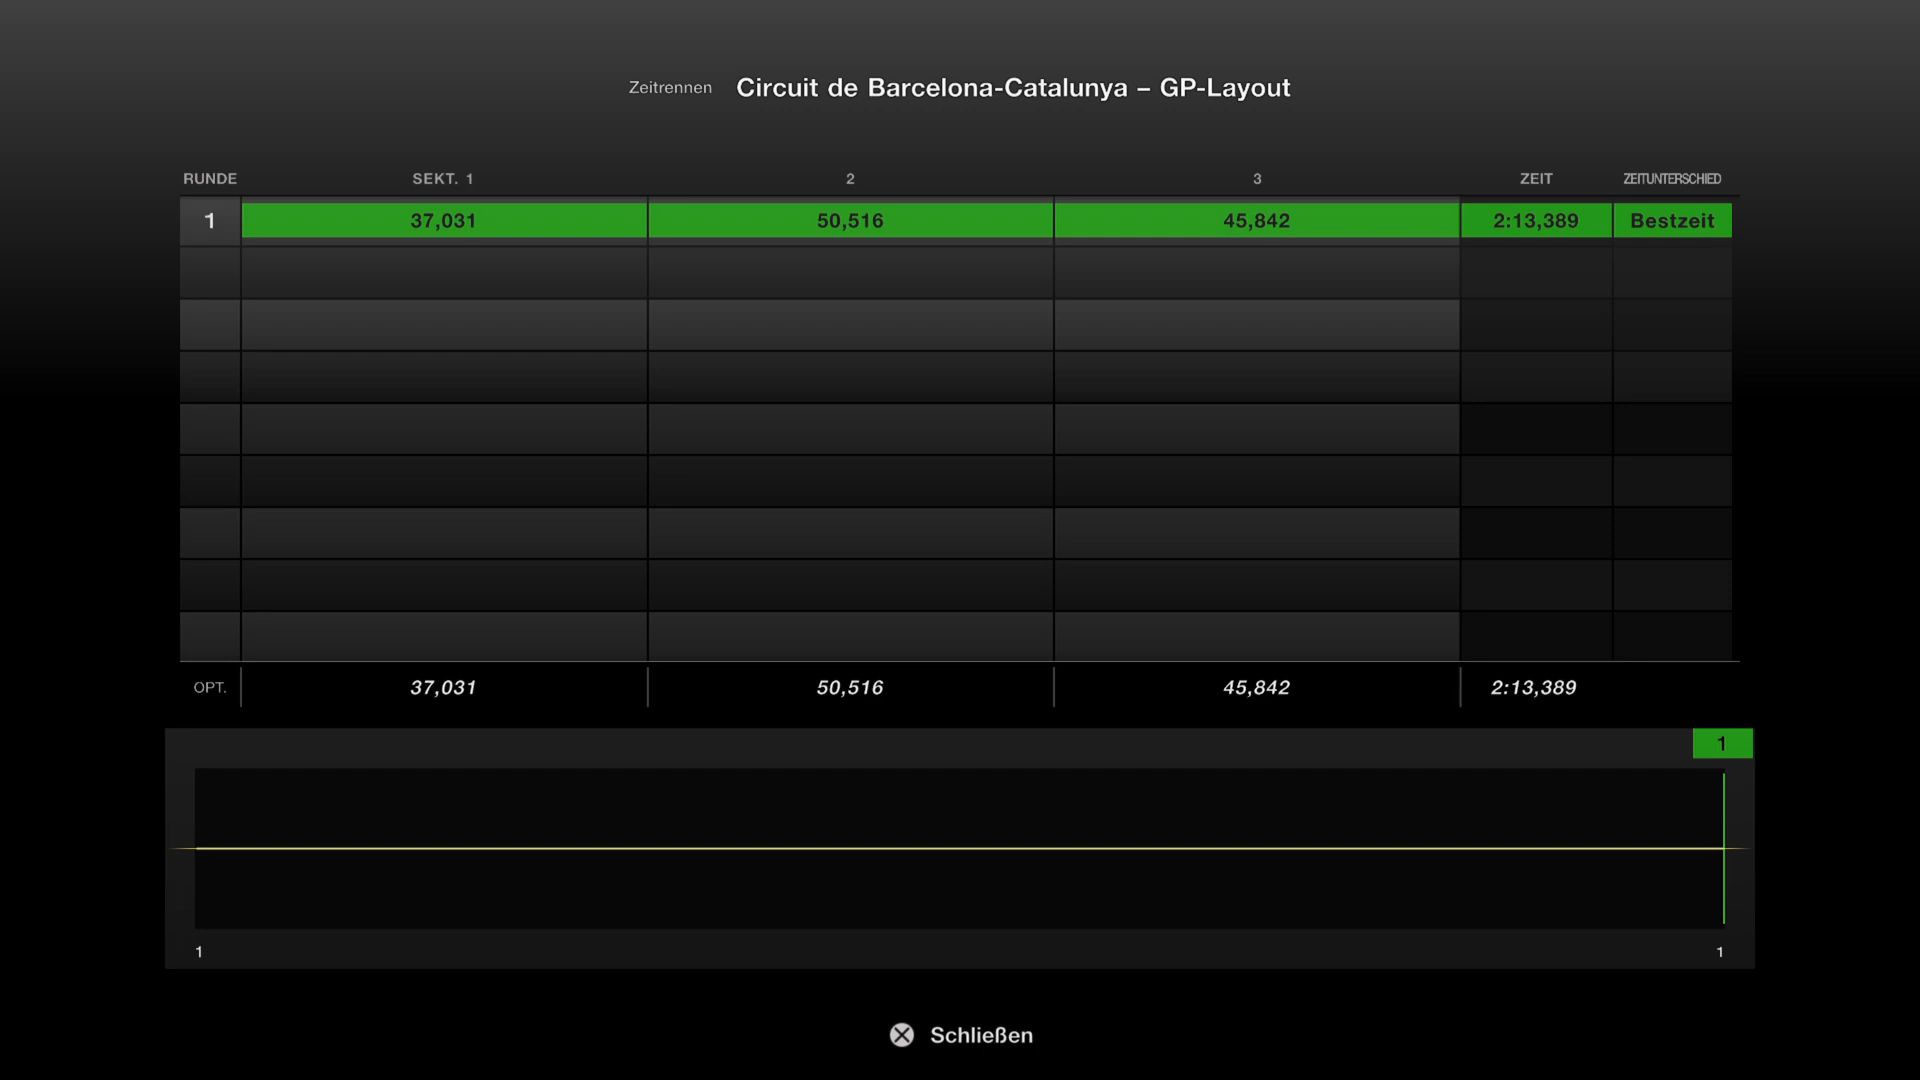 Zeitrennen Circuit de Barcelona-Catalunya – GP-Layout
RUNDE SEKT. 1 2 3 ZEIT ZEITUNTERSCHIED
1 37,031 50,516 45,842 2:13,389 Bestzeit
OPT. 37,031 50,516 45,842 2:13,389
1
1 1
Schließen